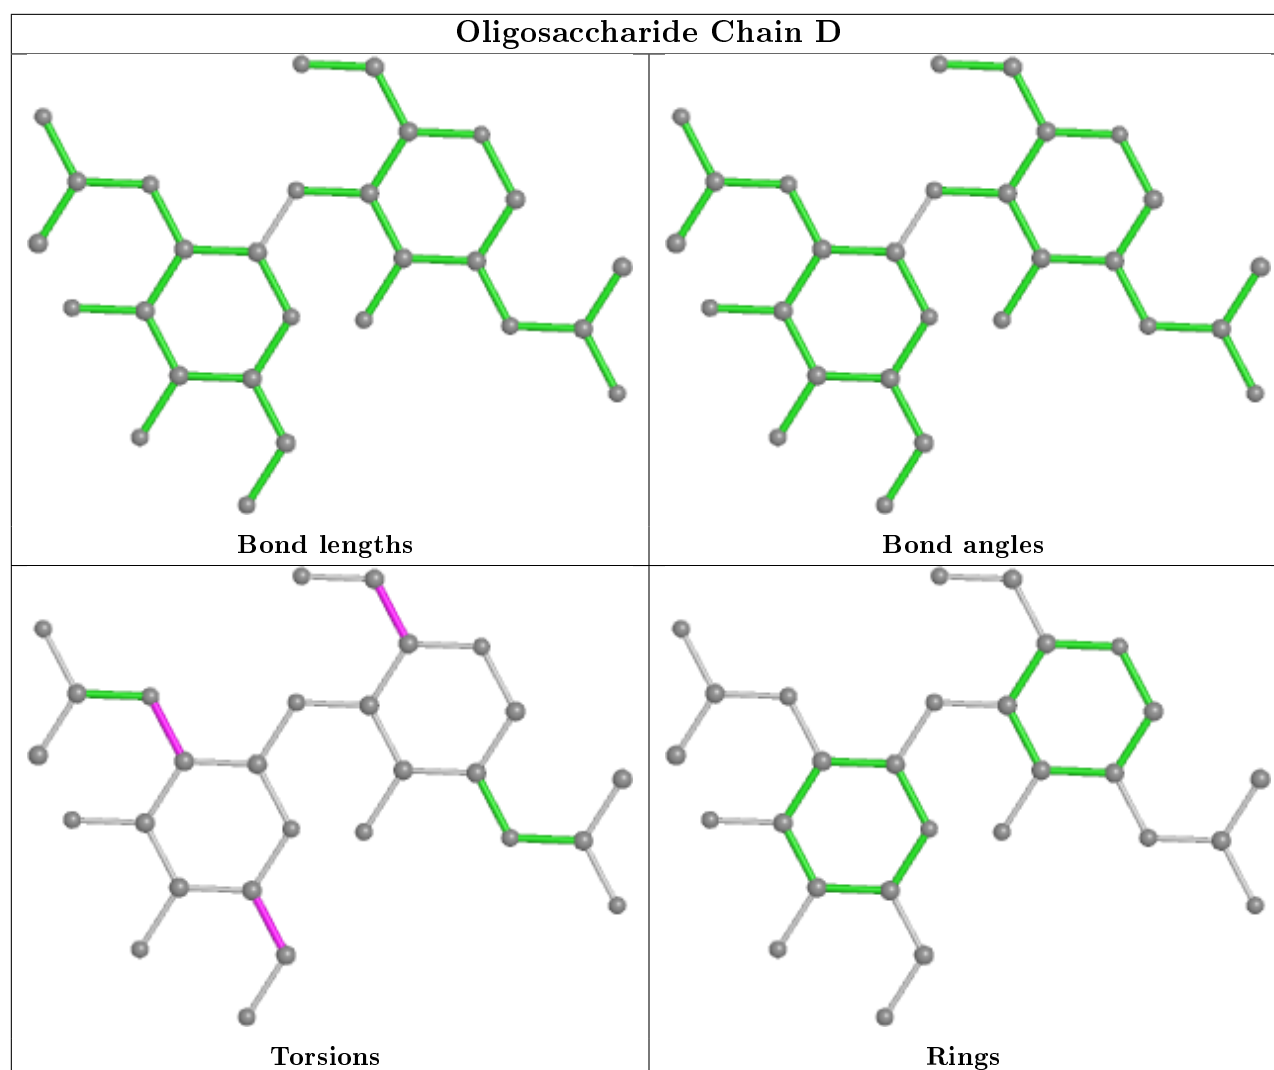 Oligosaccharide Chain D
Bond lengths
Bond angles
Torsions
Rings